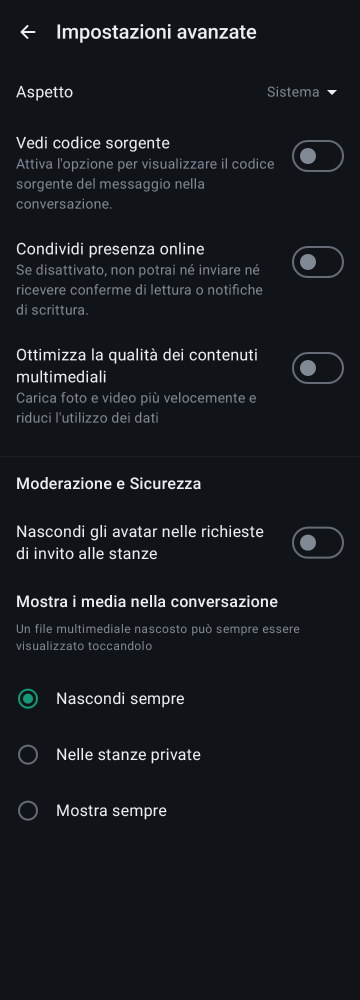 Impostazioni avanzate
Aspetto
Sistema
Vedi codice sorgente
Attiva l'opzione per visualizzare il codice
sorgente del messaggio nella
conversazione.
Condividi presenza online
Se disattivato, non potrai né inviare né
ricevere conferme di lettura o notifiche
di scrittura.
Ottimizza la qualità dei contenuti
multimediali
Carica foto e video più velocemente e
riduci l'utilizzo dei dati
Moderazione e Sicurezza
Nascondi gli avatar nelle richieste
di invito alle stanze
Mostra i media nella conversazione
Un file multimediale nascosto può sempre essere
visualizzato toccandolo
Nascondi sempre
Nelle stanze private
Mostra sempre